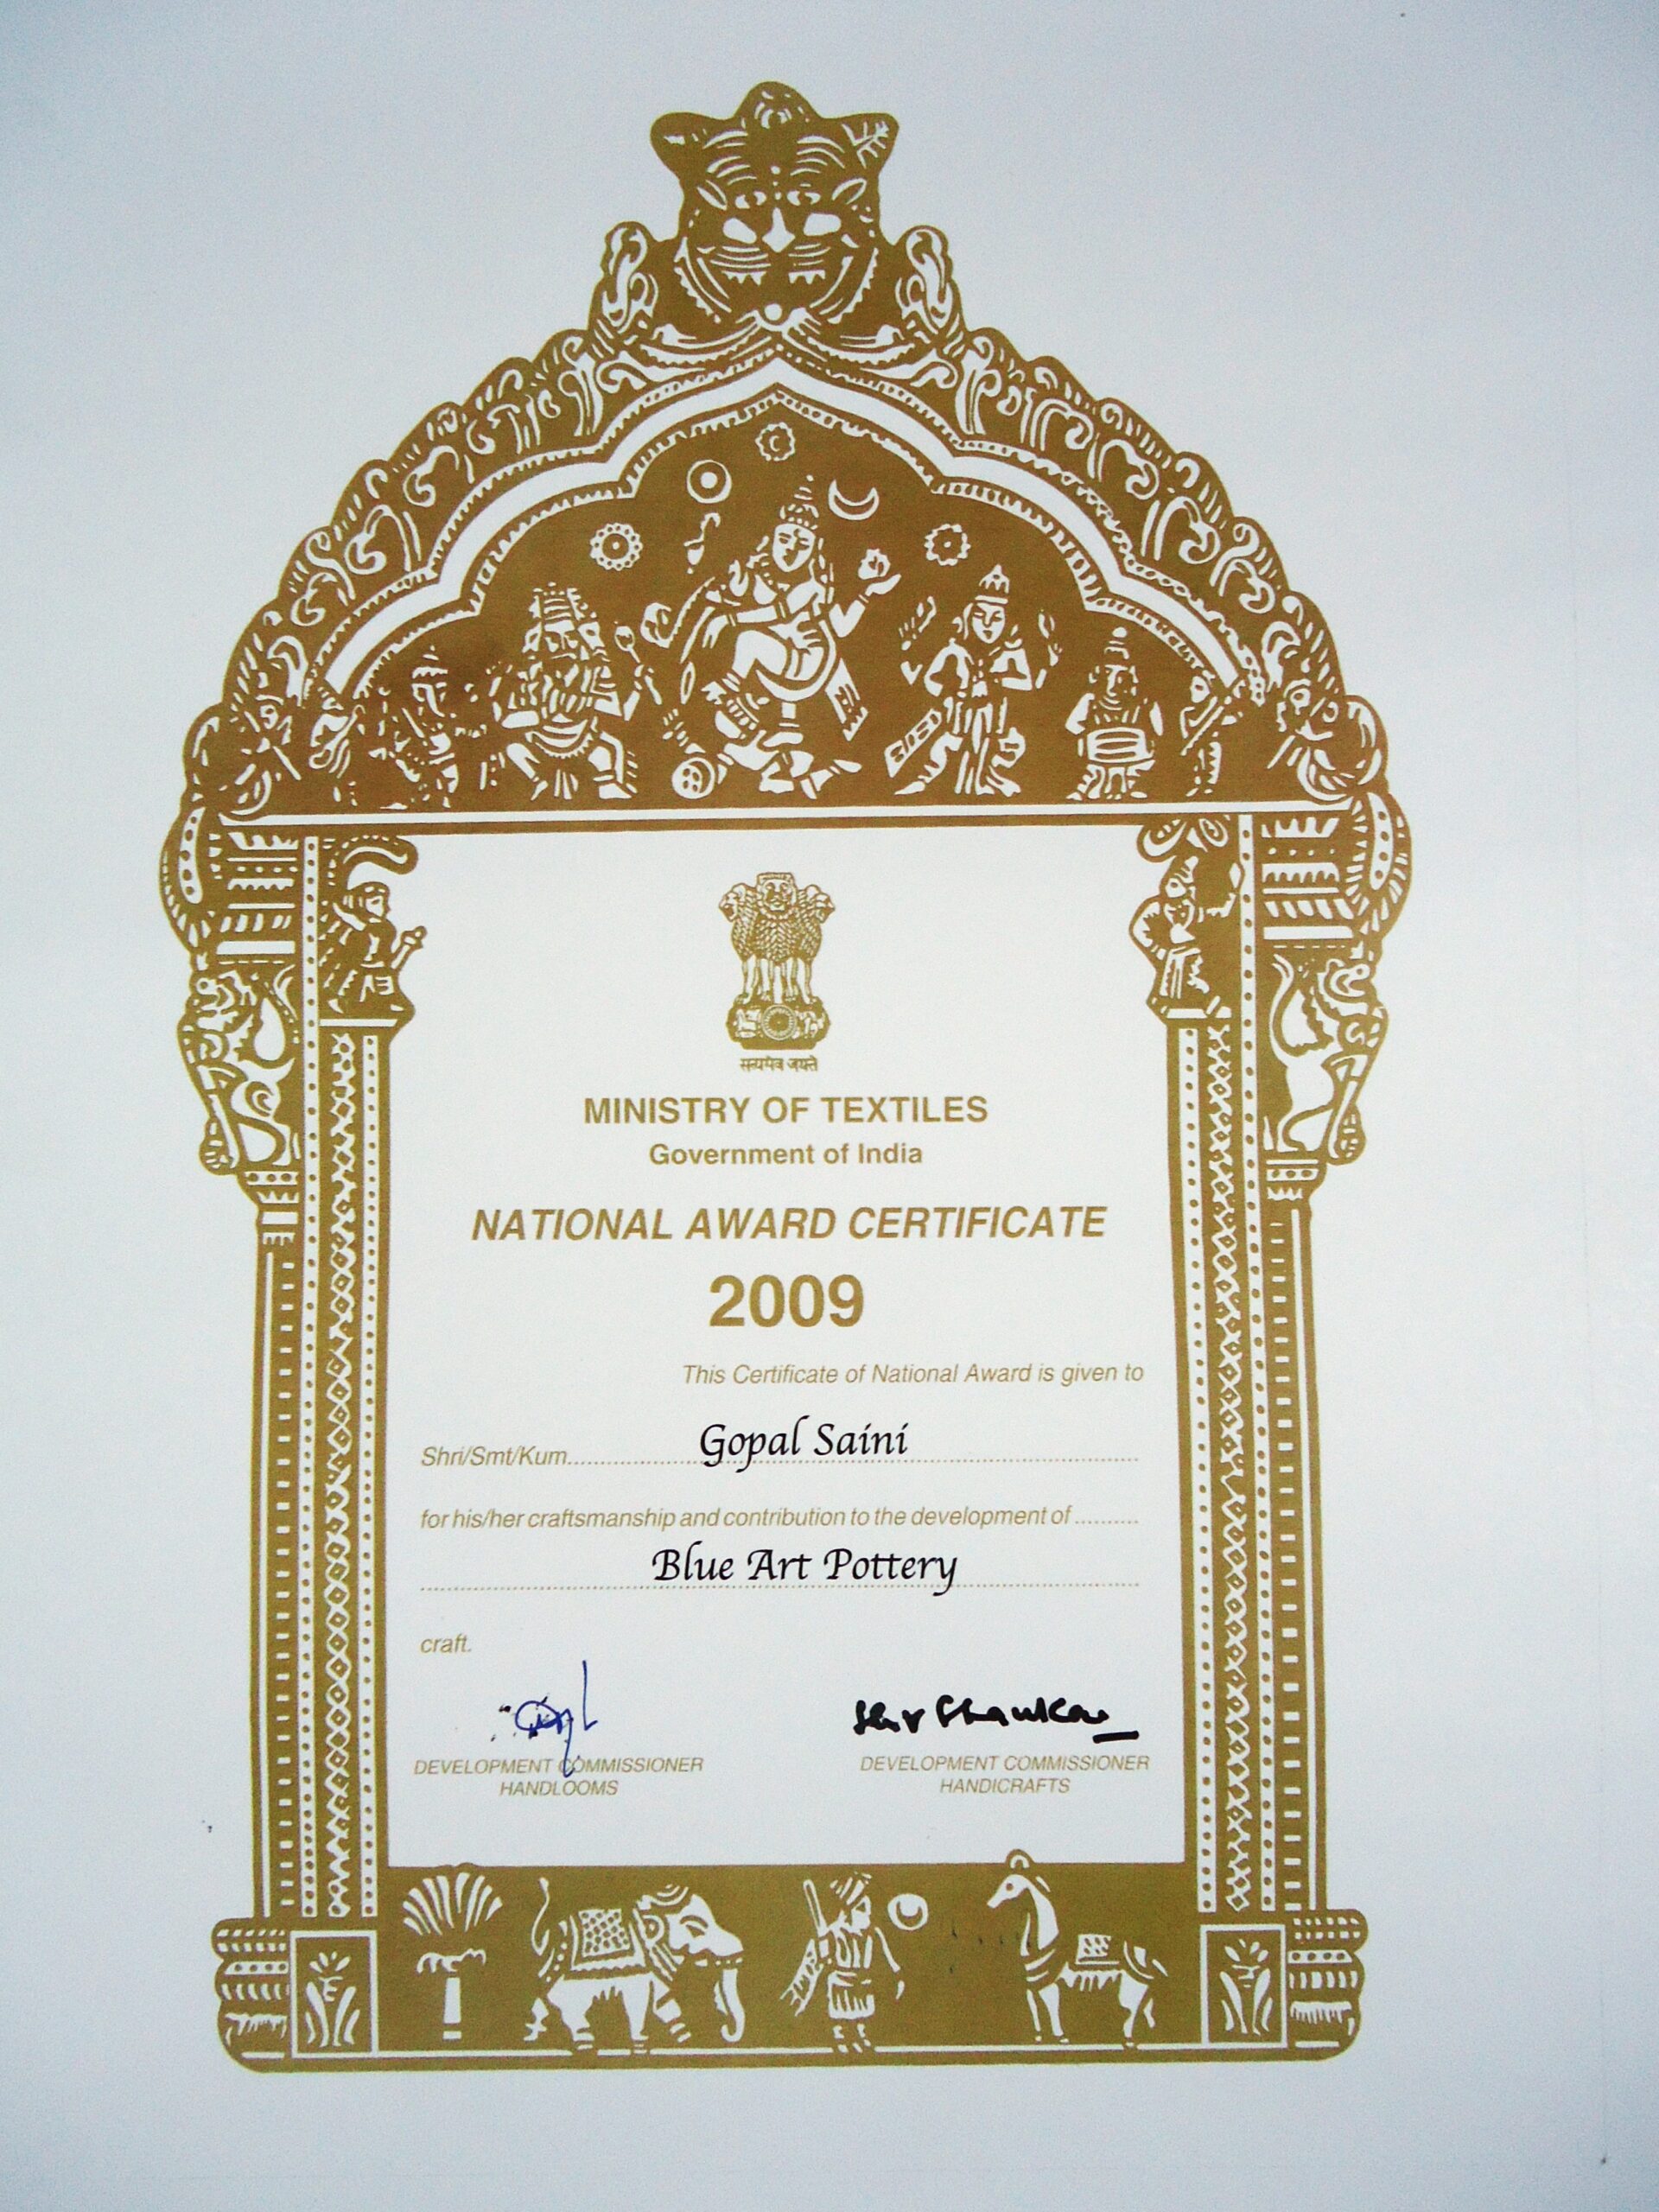 सत्यमेव जयते
MINISTRY OF TEXTILES
Government of India
NATIONAL AWARD CERTIFICATE
2009
This Certificate of National Award is given to
Shri/Smt/Kum.......Gopal Saini.......
for his/her craftsmanship and contribution to the development of ..........
Blue Art Pottery
craft.
Shiv Shankar
DEVELOPMENT COMMISSIONER DEVELOPMENT COMMISSIONER
HANDLOOMS HANDICRAFTS